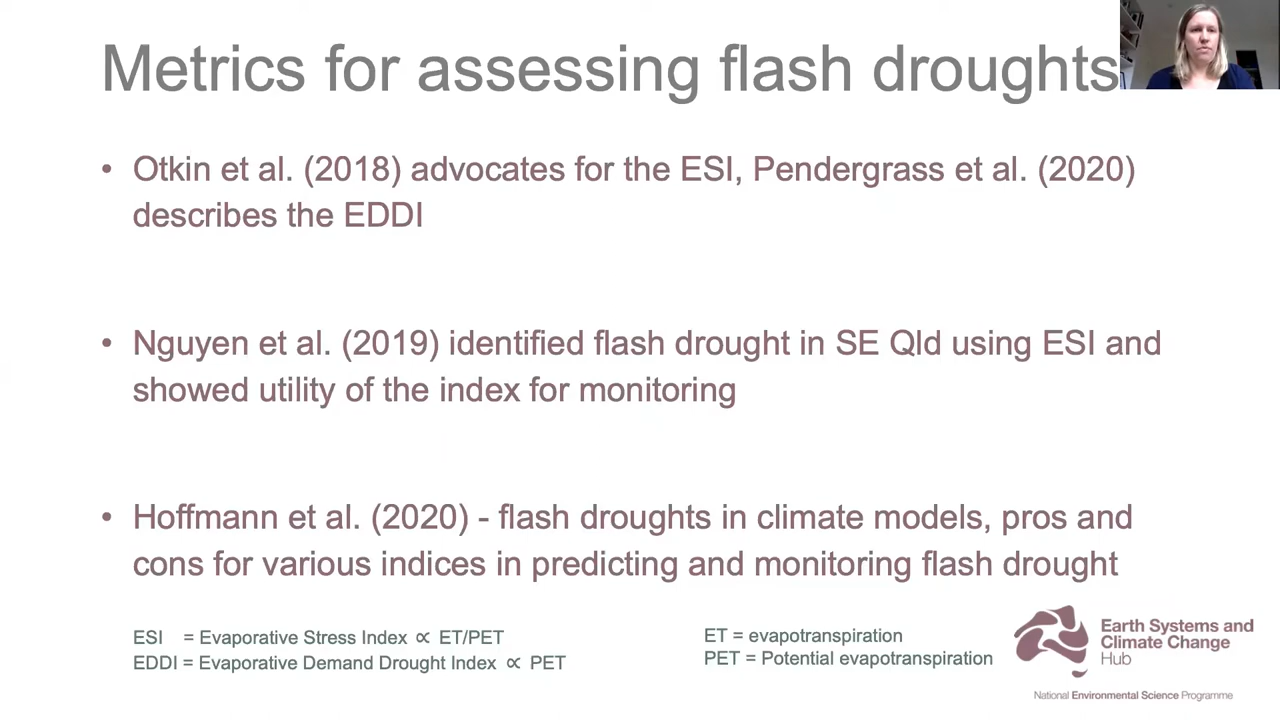 Metrics for assessing flash droughts
• Otkin et al. (2018) advocates for the ESI, Pendergrass et al. (2020)
describes the EDDI
• Nguyen et al. (2019) identified flash drought in SE Qld using ESI and
showed utility of the index for monitoring
• Hoffmann et al. (2020) - flash droughts in climate models, pros and
cons for various indices in predicting and monitoring flash drought
ESI = Evaporative Stress Index ∝ ET/PET
EDDI = Evaporative Demand Drought Index ∝ PET
ET = evapotranspiration
PET = Potential evapotranspiration
Earth Systems and
Climate Change
Hub
National Environmental Science Programme